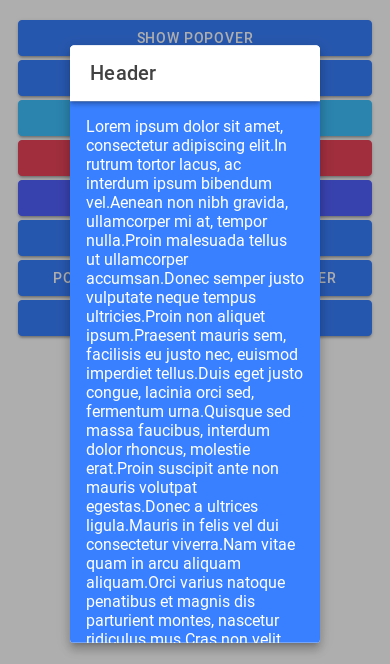 SHOW POPOVER
Header
Lorem ipsum dolor sit amet,
consectetur adipiscing elit.In
rutrum tortor lacus, ac
interdum ipsum bibendum
vel.Aenean non nibh gravida,
ullamcorper mi at, tempor
nulla.Proin malesuada tellus
ut ullamcorper
accumsan.Donec semper justo
vulputate neque tempus
ultricies.Proin non aliquet
ipsum.Praesent mauris sem,
facilisis eu justo nec, euismod
imperdiet tellus.Duis eget justo
congue, lacinia orci sed,
fermentum urna.Quisque sed
massa faucibus, interdum
dolor rhoncus, molestie
erat.Proin suscipit ante non
mauris volutpat
egestas.Donec a ultrices
ligula.Mauris in felis vel dui
consectetur viverra.Nam vitae
quam in arcu aliquam
aliquam.Orci varius natoque
penatibus et magnis dis
parturient montes, nascetur
ridiculus mus.Cras non velit